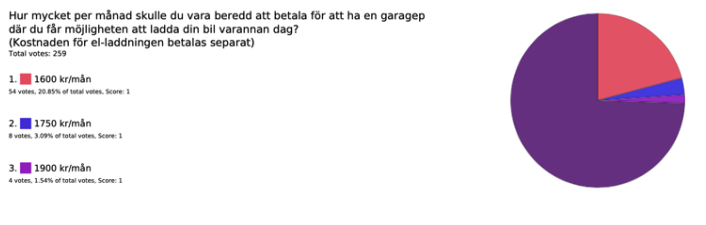 Hur mycket per månad skulle du vara beredd att betala för att ha en garagep
där du får möjligheten att ladda din bil varannan dag?
(Kostnaden för el-laddningen betalas separat)
Total votes: 259
1. 1600 kr/mån
54 votes, 20.85% of total votes, Score: 1
2. 1750 kr/mån
8 votes, 3.09% of total votes, Score: 1
3. 1900 kr/mån
4 votes, 1.54% of total votes, Score: 1